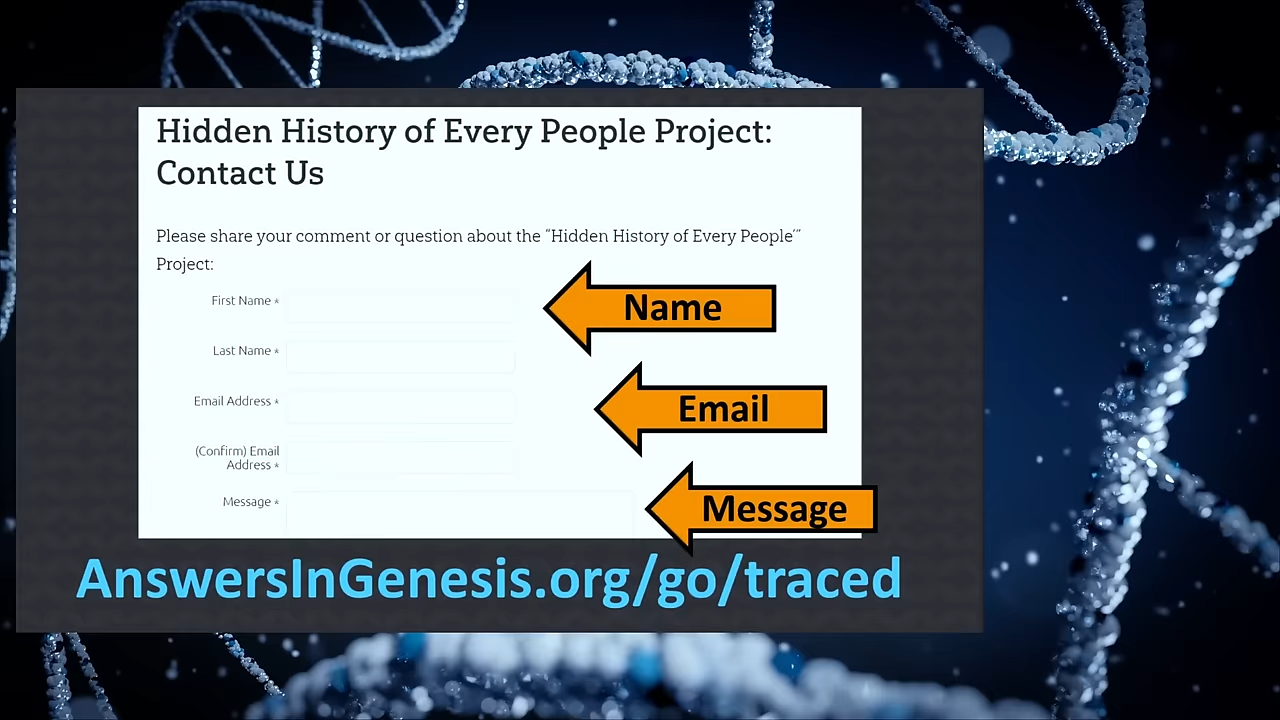 Hidden History of Every People Project:
Contact Us
Please share your comment or question about the “Hidden History of Every People’”
Project:
First Name *
Name
Last Name *
Email Address *
Email
(Confirm) Email
Address *
Message *
Message
AnswersInGenesis.org/go/traced